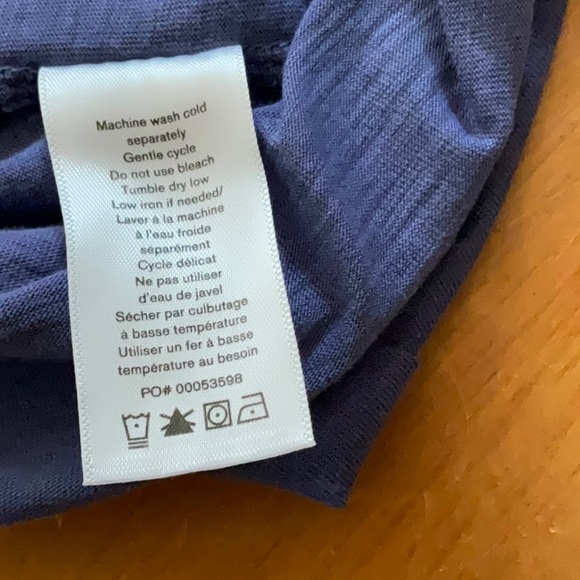 Machine wash cold
separately
Gentle cycle
Do not use bleach
Tumble dry low
Low iron if needed/
Laver à la machine
à l'eau froide
séparément
Cycle délicat
Ne pas utiliser
d'eau de javel
Sécher par culbutage
à basse température
Utiliser un fer à basse
température au besoin
PO# 00053598